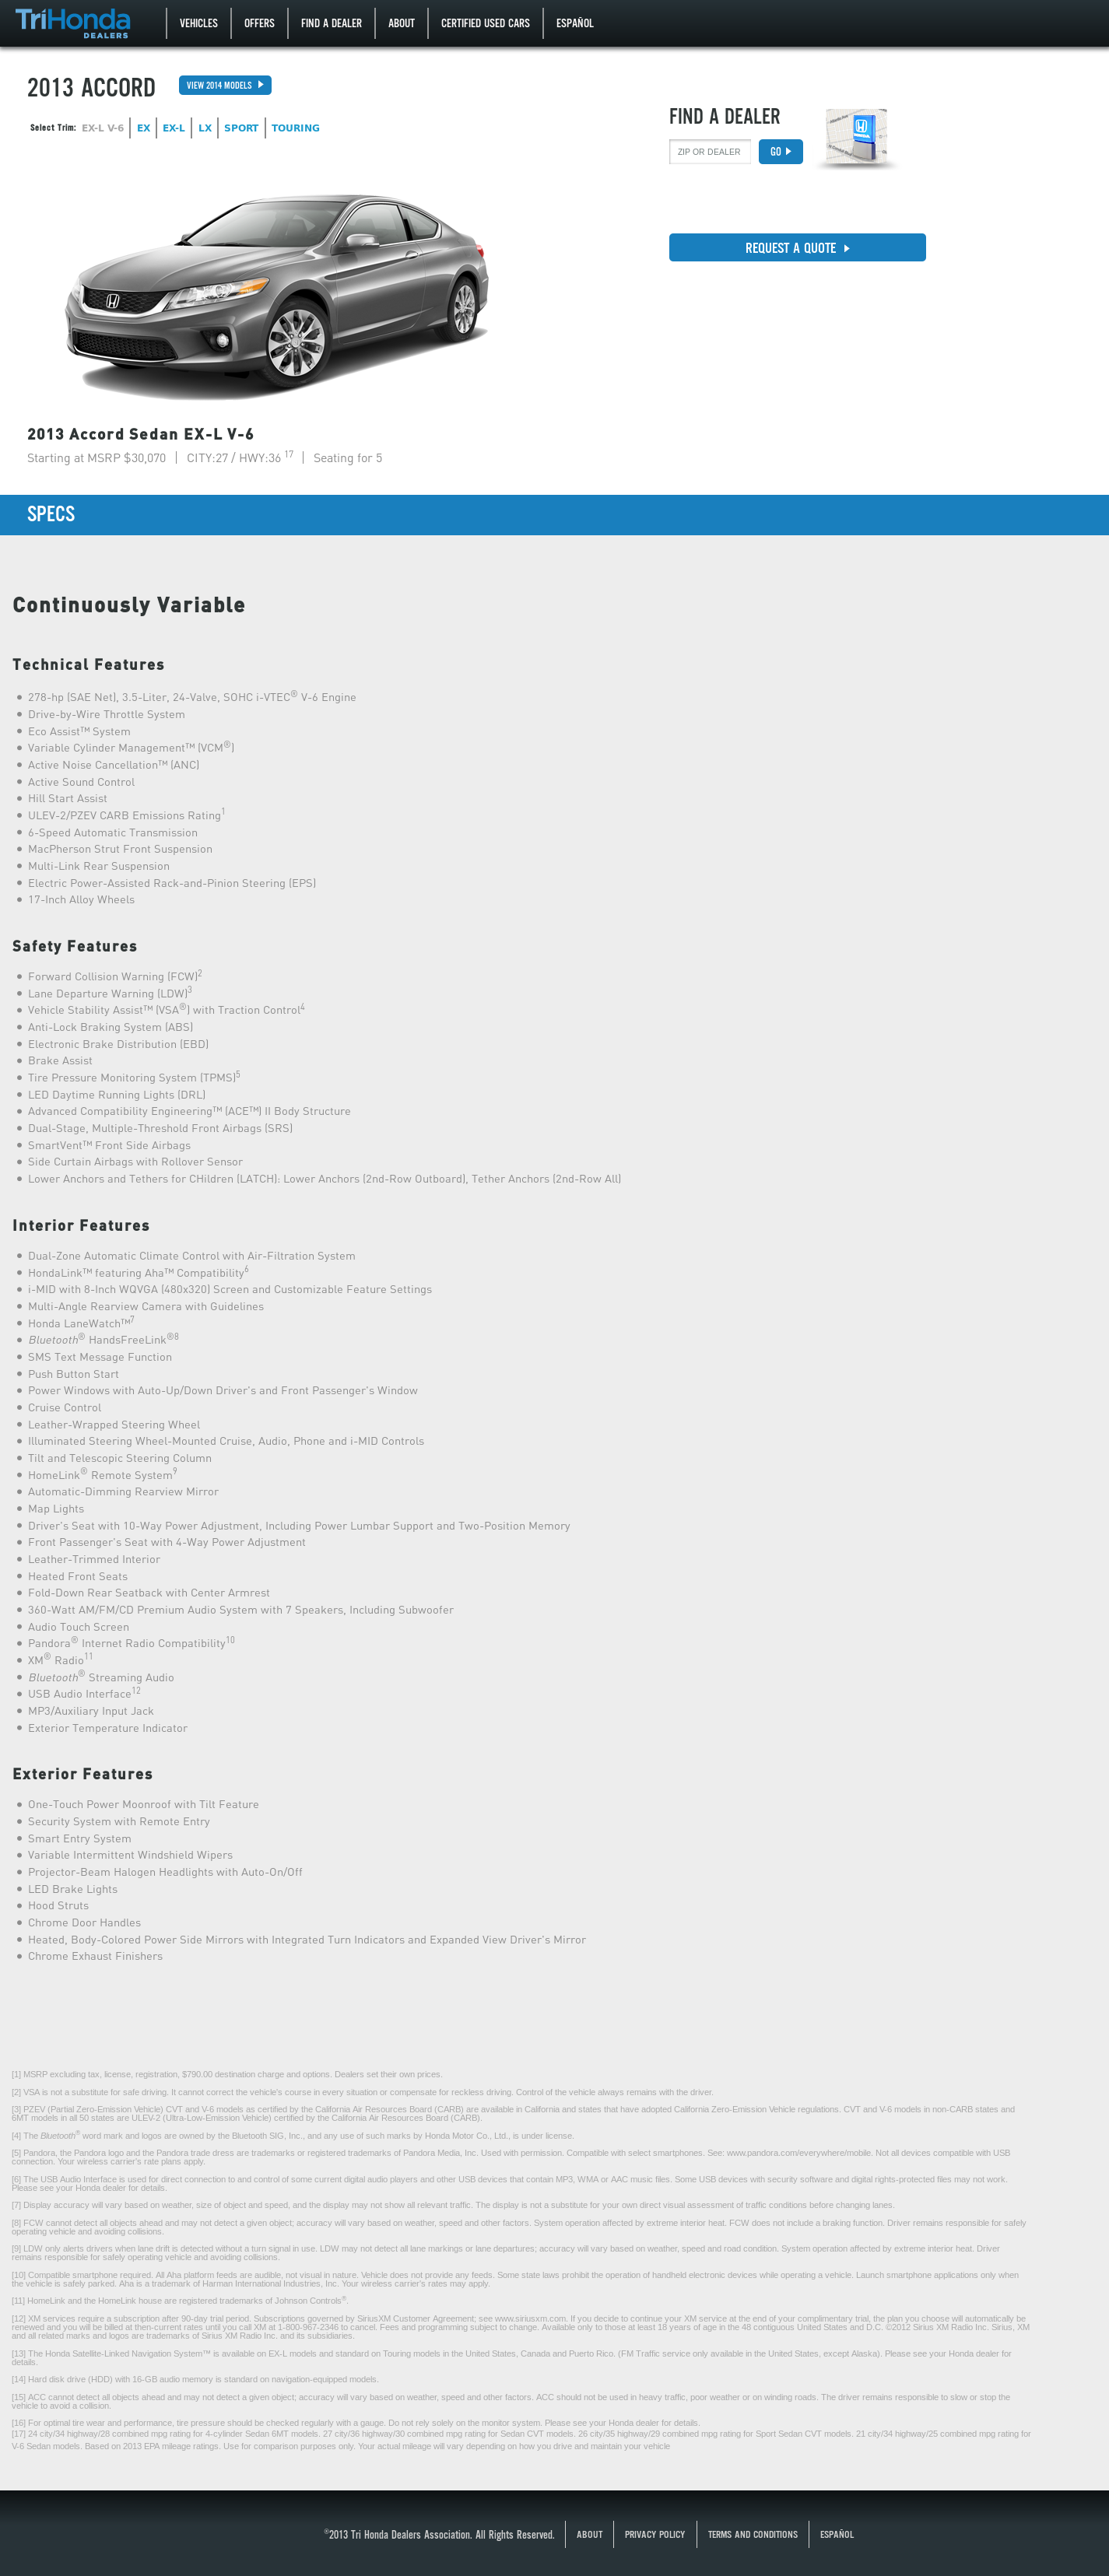 TriHonda
DEALERS
VEHICLES
OFFERS
FIND A DEALER
ABOUT
CERTIFIED USED CARS
ESPAÑOL
2013 ACCORD
VIEW 2014 MODELS
Select Trim: EX-L V-6 EX EX-L LX SPORT TOURING
FIND A DEALER
ZIP OR DEALER
GO
REQUEST A QUOTE
2013 Accord Sedan EX-L V-6
Starting at MSRP $30,070 | CITY:27 / HWY:36 17 | Seating for 5
SPECS
Continuously Variable
Technical Features
278-hp (SAE Net), 3.5-Liter, 24-Valve, SOHC i-VTEC® V-6 Engine
Drive-by-Wire Throttle System
Eco Assist™ System
Variable Cylinder Management™ (VCM®)
Active Noise Cancellation™ (ANC)
Active Sound Control
Hill Start Assist
ULEV-2/PZEV CARB Emissions Rating1
6-Speed Automatic Transmission
MacPherson Strut Front Suspension
Multi-Link Rear Suspension
Electric Power-Assisted Rack-and-Pinion Steering (EPS)
17-Inch Alloy Wheels
Safety Features
Forward Collision Warning (FCW)2
Lane Departure Warning (LDW)3
Vehicle Stability Assist™ (VSA®) with Traction Control4
Anti-Lock Braking System (ABS)
Electronic Brake Distribution (EBD)
Brake Assist
Tire Pressure Monitoring System (TPMS)5
LED Daytime Running Lights (DRL)
Advanced Compatibility Engineering™ (ACE™) II Body Structure
Dual-Stage, Multiple-Threshold Front Airbags (SRS)
SmartVent™ Front Side Airbags
Side Curtain Airbags with Rollover Sensor
Lower Anchors and Tethers for CHildren (LATCH): Lower Anchors (2nd-Row Outboard), Tether Anchors (2nd-Row All)
Interior Features
Dual-Zone Automatic Climate Control with Air-Filtration System
HondaLink™ featuring Aha™ Compatibility6
i-MID with 8-Inch WQVGA (480x320) Screen and Customizable Feature Settings
Multi-Angle Rearview Camera with Guidelines
Honda LaneWatch™7
Bluetooth® HandsFreeLink®8
SMS Text Message Function
Push Button Start
Power Windows with Auto-Up/Down Driver's and Front Passenger's Window
Cruise Control
Leather-Wrapped Steering Wheel
Illuminated Steering Wheel-Mounted Cruise, Audio, Phone and i-MID Controls
Tilt and Telescopic Steering Column
HomeLink® Remote System9
Automatic-Dimming Rearview Mirror
Map Lights
Driver's Seat with 10-Way Power Adjustment, Including Power Lumbar Support and Two-Position Memory
Front Passenger's Seat with 4-Way Power Adjustment
Leather-Trimmed Interior
Heated Front Seats
Fold-Down Rear Seatback with Center Armrest
360-Watt AM/FM/CD Premium Audio System with 7 Speakers, Including Subwoofer
Audio Touch Screen
Pandora® Internet Radio Compatibility10
XM® Radio11
Bluetooth® Streaming Audio
USB Audio Interface12
MP3/Auxiliary Input Jack
Exterior Temperature Indicator
Exterior Features
One-Touch Power Moonroof with Tilt Feature
Security System with Remote Entry
Smart Entry System
Variable Intermittent Windshield Wipers
Projector-Beam Halogen Headlights with Auto-On/Off
LED Brake Lights
Hood Struts
Chrome Door Handles
Heated, Body-Colored Power Side Mirrors with Integrated Turn Indicators and Expanded View Driver's Mirror
Chrome Exhaust Finishers
[1] MSRP excluding tax, license, registration, $790.00 destination charge and options. Dealers set their own prices.
[2] VSA is not a substitute for safe driving. It cannot correct the vehicle's course in every situation or compensate for reckless driving. Control of the vehicle always remains with the driver.
[3] PZEV (Partial Zero-Emission Vehicle) CVT and V-6 models as certified by the California Air Resources Board (CARB) are available in California and states that have adopted California Zero-Emission Vehicle regulations. CVT and V-6 models in non-CARB states and
6MT models in all 50 states are ULEV-2 (Ultra-Low-Emission Vehicle) certified by the California Air Resources Board (CARB).
[4] The Bluetooth® word mark and logos are owned by the Bluetooth SIG, Inc., and any use of such marks by Honda Motor Co., Ltd., is under license.
[5] Pandora, the Pandora logo and the Pandora trade dress are trademarks or registered trademarks of Pandora Media, Inc. Used with permission. Compatible with select smartphones. See: www.pandora.com/everywhere/mobile. Not all devices compatible with USB
connection. Your wireless carrier's rate plans apply.
[6] The USB Audio Interface is used for direct connection to and control of some current digital audio players and other USB devices that contain MP3, WMA or AAC music files. Some USB devices with security software and digital rights-protected files may not work.
Please see your Honda dealer for details.
[7] Display accuracy will vary based on weather, size of object and speed, and the display may not show all relevant traffic. The display is not a substitute for your own direct visual assessment of traffic conditions before changing lanes.
[8] FCW cannot detect all objects ahead and may not detect a given object; accuracy will vary based on weather, speed and other factors. System operation affected by extreme interior heat. FCW does not include a braking function. Driver remains responsible for safely
operating vehicle and avoiding collisions.
[9] LDW only alerts drivers when lane drift is detected without a turn signal in use. LDW may not detect all lane markings or lane departures; accuracy will vary based on weather, speed and road condition. System operation affected by extreme interior heat. Driver
remains responsible for safely operating vehicle and avoiding collisions.
[10] Compatible smartphone required. All Aha platform feeds are audible, not visual in nature. Vehicle does not provide any feeds. Some state laws prohibit the operation of handheld electronic devices while operating a vehicle. Launch smartphone applications only when
the vehicle is safely parked. Aha is a trademark of Harman International Industries, Inc. Your wireless carrier's rates may apply.
[11] HomeLink and the HomeLink house are registered trademarks of Johnson Controls®.
[12] XM services require a subscription after 90-day trial period. Subscriptions governed by SiriusXM Customer Agreement; see www.siriusxm.com. If you decide to continue your XM service at the end of your complimentary trial, the plan you choose will automatically be
renewed and you will be billed at then-current rates until you call XM at 1-800-967-2346 to cancel. Fees and programming subject to change. Available only to those at least 18 years of age in the 48 contiguous United States and D.C. ©2012 Sirius XM Radio Inc. Sirius, XM
and all related marks and logos are trademarks of Sirius XM Radio Inc. and its subsidiaries.
[13] The Honda Satellite-Linked Navigation System™ is available on EX-L models and standard on Touring models in the United States, Canada and Puerto Rico. (FM Traffic service only available in the United States, except Alaska). Please see your Honda dealer for
details.
[14] Hard disk drive (HDD) with 16-GB audio memory is standard on navigation-equipped models.
[15] ACC cannot detect all objects ahead and may not detect a given object; accuracy will vary based on weather, speed and other factors. ACC should not be used in heavy traffic, poor weather or on winding roads. The driver remains responsible to slow or stop the
vehicle to avoid a collision.
[16] For optimal tire wear and performance, tire pressure should be checked regularly with a gauge. Do not rely solely on the monitor system. Please see your Honda dealer for details.
[17] 24 city/34 highway/28 combined mpg rating for 4-cylinder Sedan 6MT models. 27 city/36 highway/30 combined mpg rating for Sedan CVT models. 26 city/35 highway/29 combined mpg rating for Sport Sedan CVT models. 21 city/34 highway/25 combined mpg rating for
V-6 Sedan models. Based on 2013 EPA mileage ratings. Use for comparison purposes only. Your actual mileage will vary depending on how you drive and maintain your vehicle
©2013 Tri Honda Dealers Association. All Rights Reserved.
ABOUT
PRIVACY POLICY
TERMS AND CONDITIONS
ESPAÑOL